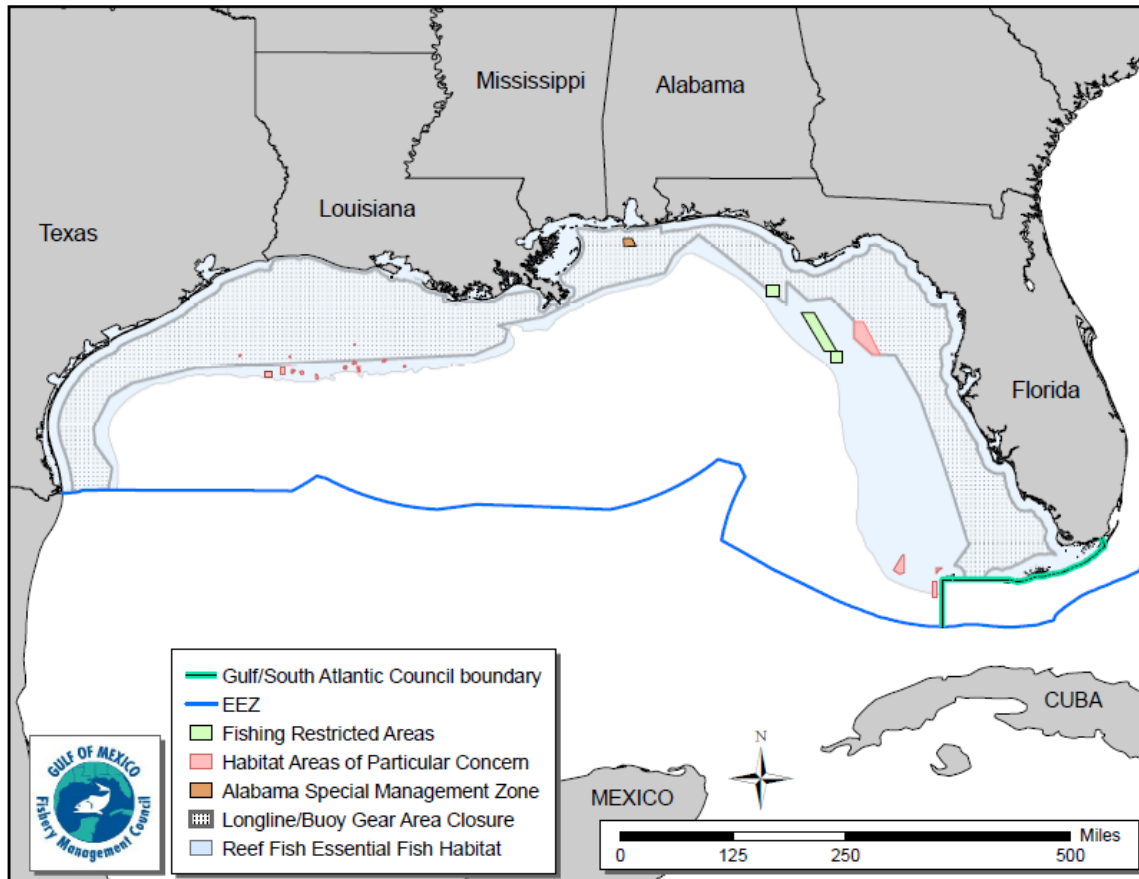 Mississippi
Alabama
Louisiana
Texas
Florida
Gulf/South Atlantic Council boundary
EEZ
Fishing Restricted Areas
Habitat Areas of Particular Concern
Alabama Special Management Zone
Longline/Buoy Gear Area Closure
Reef Fish Essential Fish Habitat
GULF OF MEXICO
Fishery Management Council
N
CUBA
MEXICO
Miles
0 125 250 500